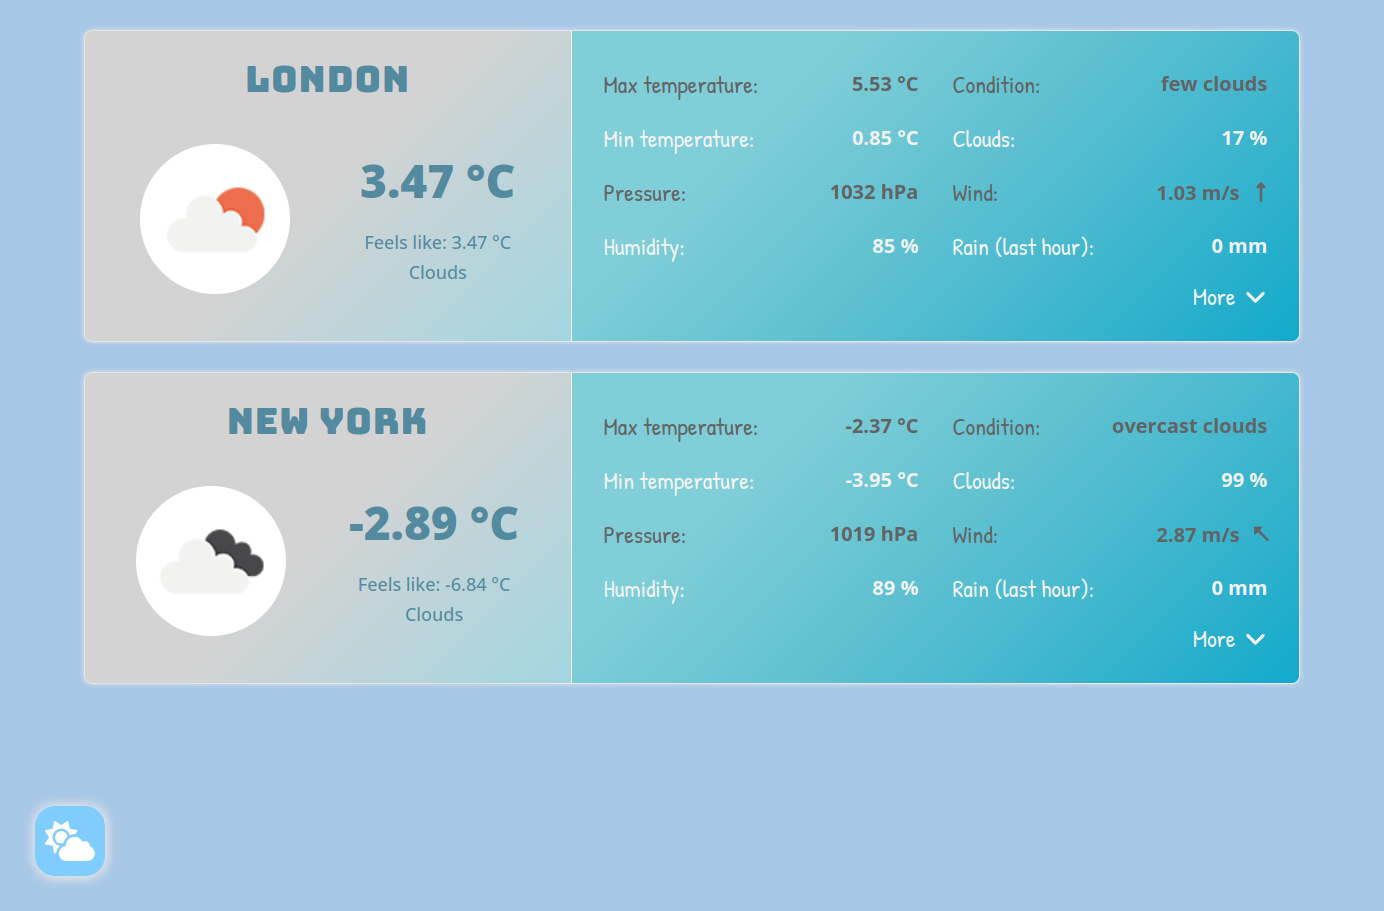 LONDON
3.47 °C
Feels like: 3.47 °C
Clouds
Max temperature: 5.53 °C
Min temperature: 0.85 °C
Pressure: 1032 hPa
Humidity: 85 %
Condition: few clouds
Clouds: 17 %
Wind: 1.03 m/s ↑
Rain (last hour): 0 mm
More
NEW YORK
-2.89 °C
Feels like: -6.84 °C
Clouds
Max temperature: -2.37 °C
Min temperature: -3.95 °C
Pressure: 1019 hPa
Humidity: 89 %
Condition: overcast clouds
Clouds: 99 %
Wind: 2.87 m/s ↖
Rain (last hour): 0 mm
More